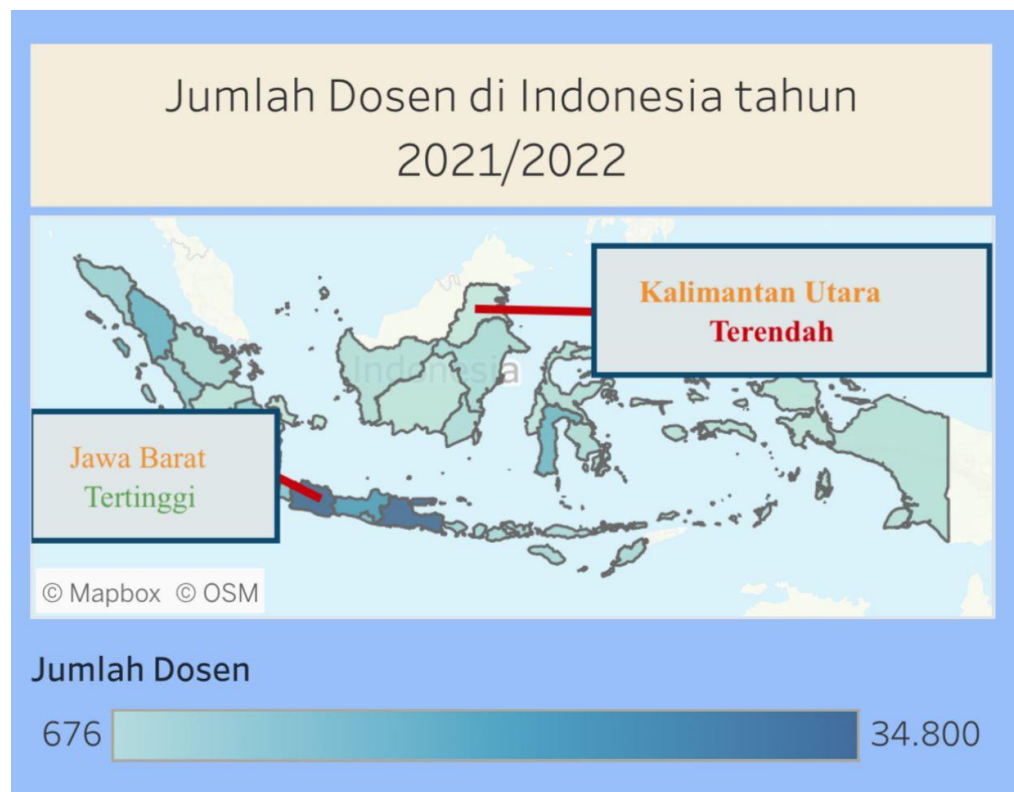 Jumlah Dosen di Indonesia tahun
2021/2022
Kalimantan Utara
Terendah
Indonesia
Jawa Barat
Tertinggi
© Mapbox © OSM
Jumlah Dosen
676
34.800